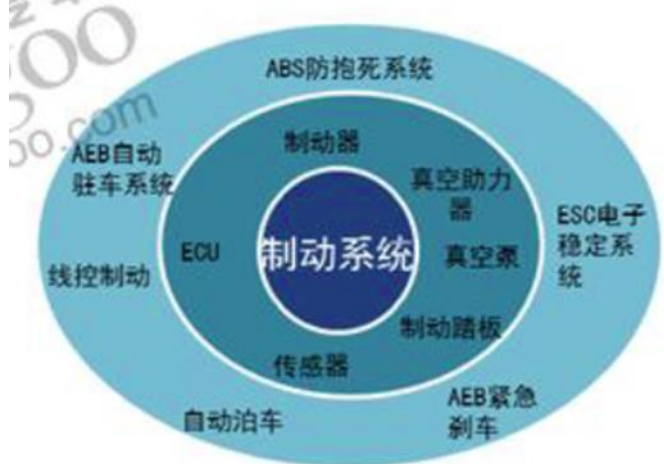 ABS防抱死系统
制动器
AEB自动
驻车系统
真空助力
器
ESC电子
稳定系
统
ECU
制动系统
真空泵
线控制动
制动踏板
传感器
AEB紧急
刹车
自动泊车